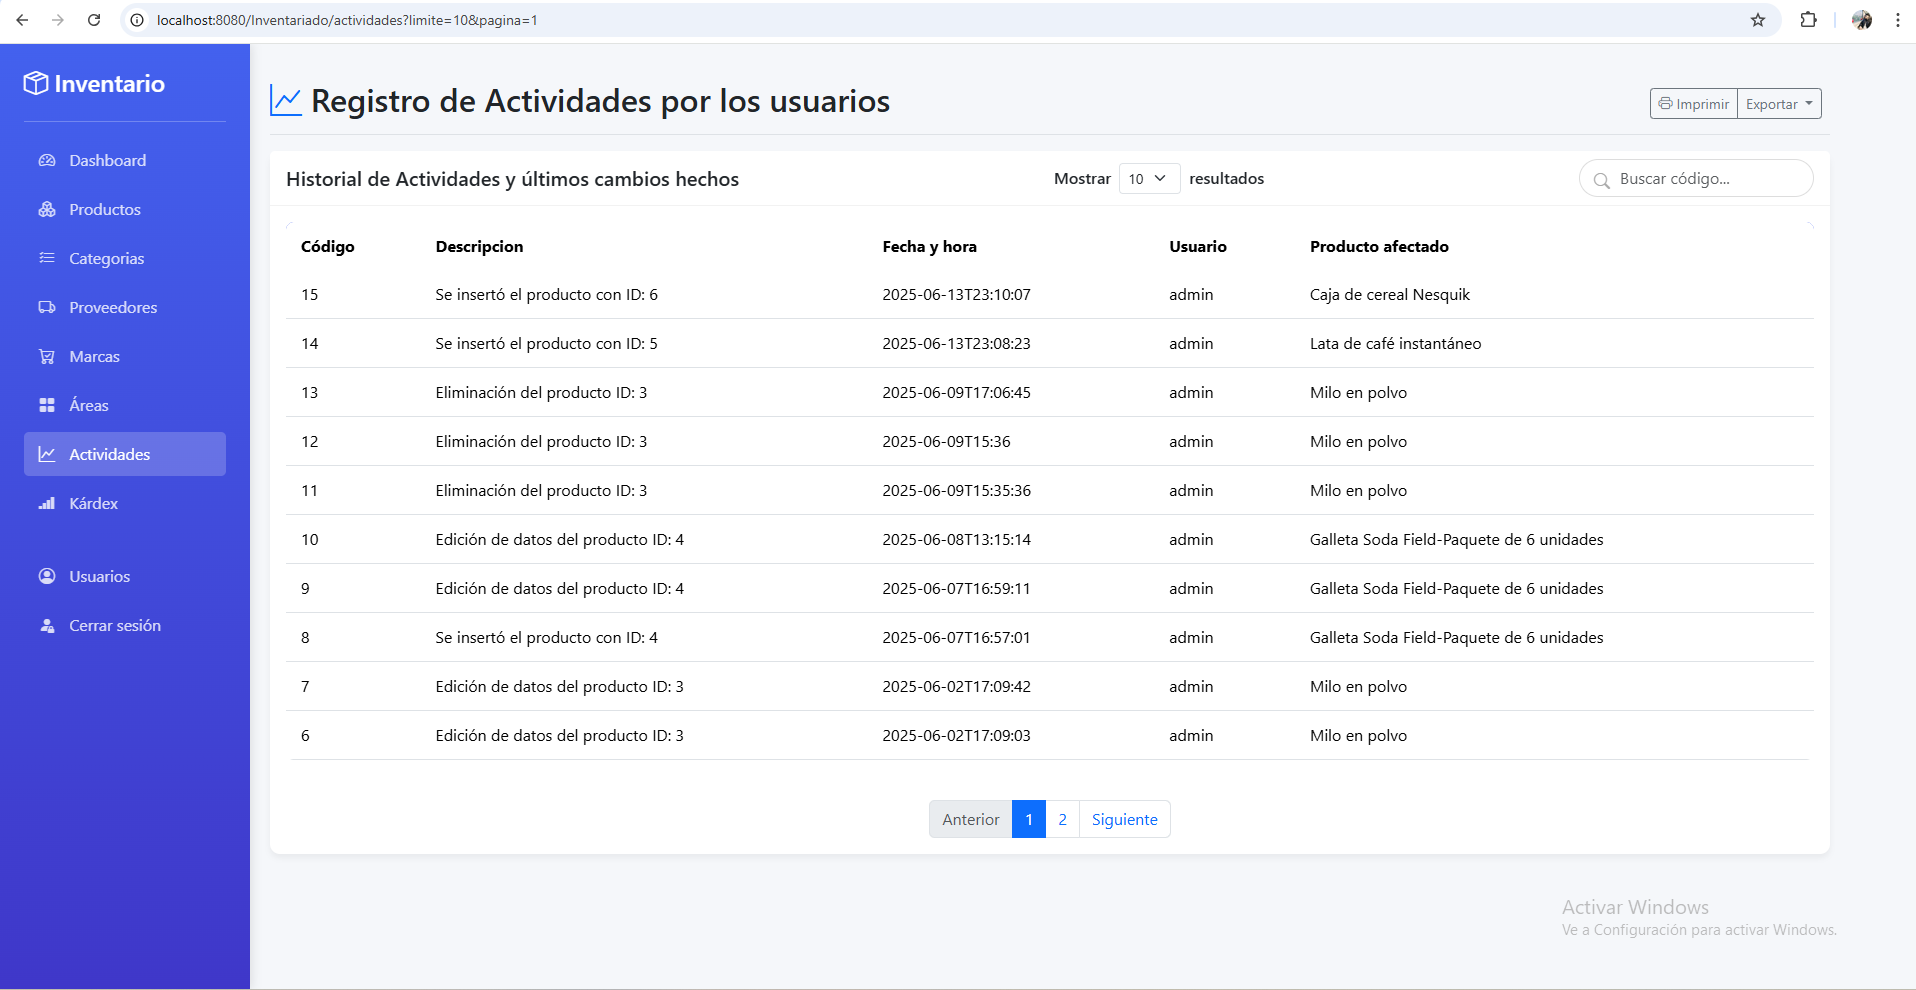 localhost:8080/Inventariado/actividades?limite=10&pagina=1
Inventario
Dashboard
Productos
Categorias
Proveedores
Marcas
Áreas
Actividades
Kárdex
Usuarios
Cerrar sesión
Registro de Actividades por los usuarios
Imprimir Exportar
Historial de Actividades y últimos cambios hechos Mostrar 10 resultados Buscar código...
Código Descripcion Fecha y hora Usuario Producto afectado
15 Se insertó el producto con ID: 6 2025-06-13T23:10:07 admin Caja de cereal Nesquik
14 Se insertó el producto con ID: 5 2025-06-13T23:08:23 admin Lata de café instantáneo
13 Eliminación del producto ID: 3 2025-06-09T17:06:45 admin Milo en polvo
12 Eliminación del producto ID: 3 2025-06-09T15:36 admin Milo en polvo
11 Eliminación del producto ID: 3 2025-06-09T15:35:36 admin Milo en polvo
10 Edición de datos del producto ID: 4 2025-06-08T13:15:14 admin Galleta Soda Field-Paquete de 6 unidades
9 Edición de datos del producto ID: 4 2025-06-07T16:59:11 admin Galleta Soda Field-Paquete de 6 unidades
8 Se insertó el producto con ID: 4 2025-06-07T16:57:01 admin Galleta Soda Field-Paquete de 6 unidades
7 Edición de datos del producto ID: 3 2025-06-02T17:09:42 admin Milo en polvo
6 Edición de datos del producto ID: 3 2025-06-02T17:09:03 admin Milo en polvo
Anterior 1 2 Siguiente
Activar Windows
Ve a Configuración para activar Windows.